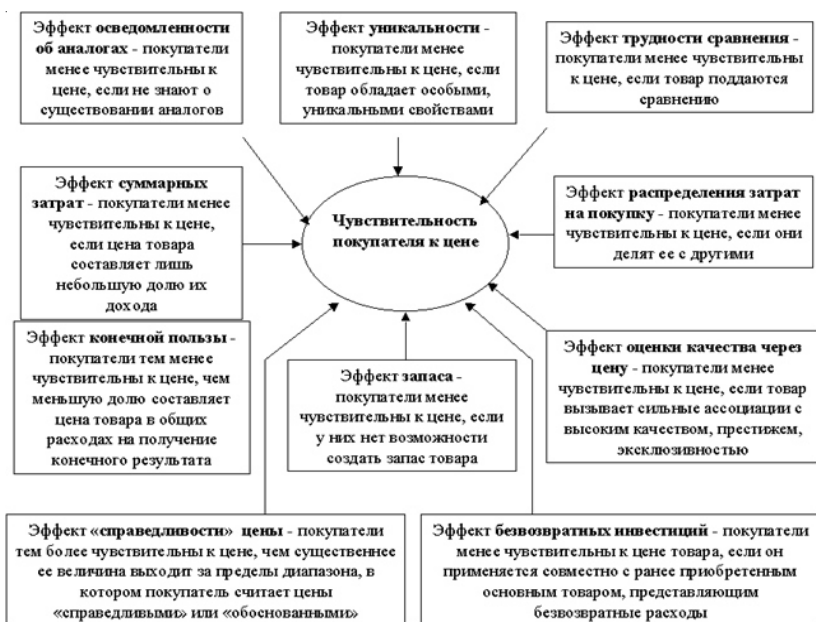 Эффект осведомленности
об аналогах - покупатели
менее чувствительны к
цене, если не знают о
существовании аналогов
Эффект уникальности -
покупатели менее
чувствительны к цене, если
товар обладает особыми,
уникальными свойствами
Эффект трудности сравнения -
покупатели менее чувствительны
к цене, если товар поддаются
сравнению
Эффект суммарных
затрат - покупатели менее
чувствительны к цене,
если цена товара
составляет лишь
небольшую долю их
дохода
Чувствительность
покупателя к цене
Эффект распределения затрат
на покупку - покупатели менее
чувствительны к цене, если они
делят ее с другими
Эффект конечной пользы -
покупатели тем менее
чувствительны к цене, чем
меньшую долю составляет
цена товара в общих
расходах на получение
конечного результата
Эффект запаса -
покупатели менее
чувствительны к цене, если
у них нет возможности
создать запас товара
Эффект оценки качества через
цену - покупатели менее
чувствительны к цене, если товар
вызывает сильные ассоциации с
высоким качеством, престижем,
эксклюзивностью
Эффект «справедливости» цены - покупатели
тем более чувствительны к цене, чем существеннее
ее величина выходит за пределы диапазона, в
котором покупатель считает цены
«справедливыми» или «обоснованными»
Эффект безвозвратных инвестиций - покупатели
менее чувствительны к цене товара, если он
применяется совместно с ранее приобретенным
основным товаром, представляющим
безвозвратные расходы